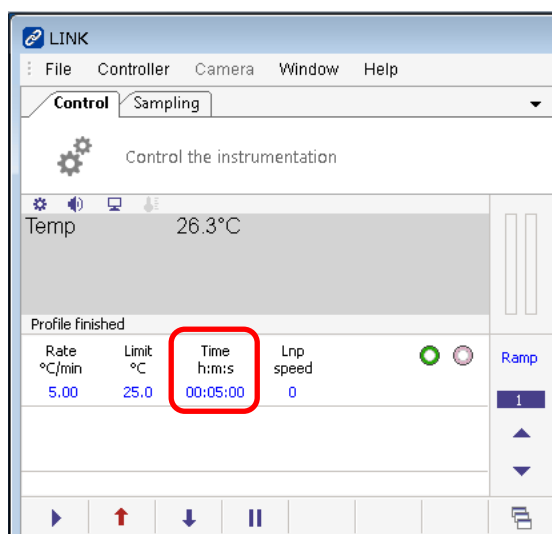 LINK
File Controller Camera Window Help
Control Sampling
Control the instrumentation
Temp 26.3°C
Profile finished
Rate °C/min Limit °C Time h:m:s Lnp speed Ramp
5.00 25.0 00:05:00 0
1